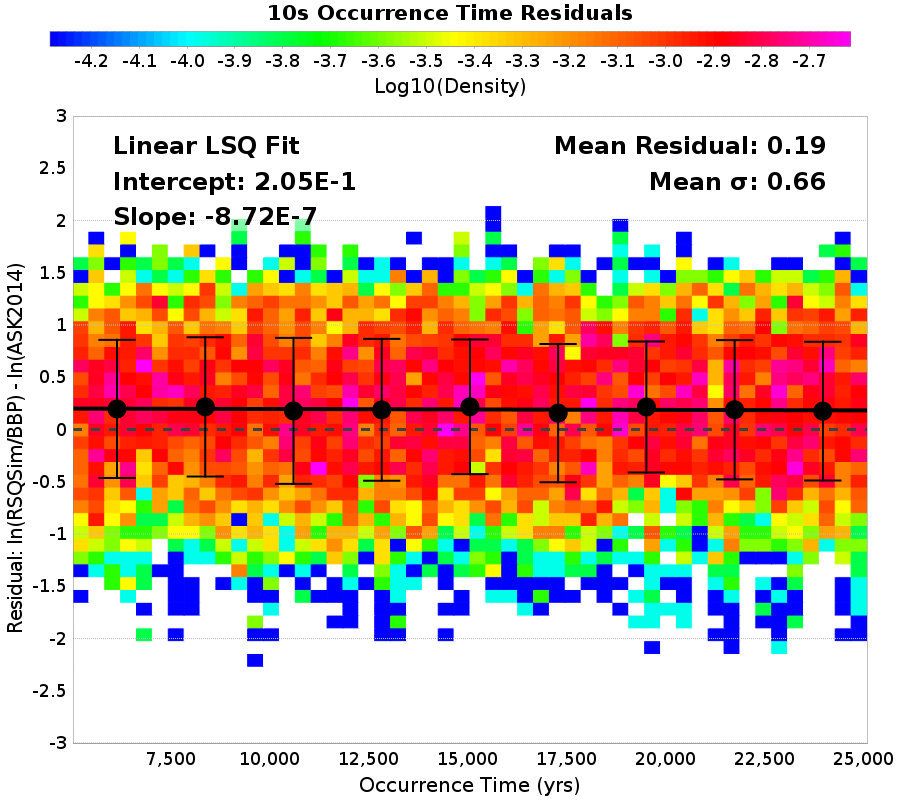 10s Occurrence Time Residuals
-4.2 -4.1 -4.0 -3.9 -3.8 -3.7 -3.6 -3.5 -3.4 -3.3 -3.2 -3.1 -3.0 -2.9 -2.8 -2.7
Log10(Density)
Linear LSQ Fit
Intercept: 2.05E-1
Slope: -8.72E-7
Mean Residual: 0.19
Mean σ: 0.66
Residual: ln(RSQSim/BBP) - ln(ASK2014)
3
2.5
2
1.5
1
0.5
0
-0.5
-1
-1.5
-2
-2.5
-3
7,500 10,000 12,500 15,000 17,500 20,000 22,500 25,000
Occurrence Time (yrs)